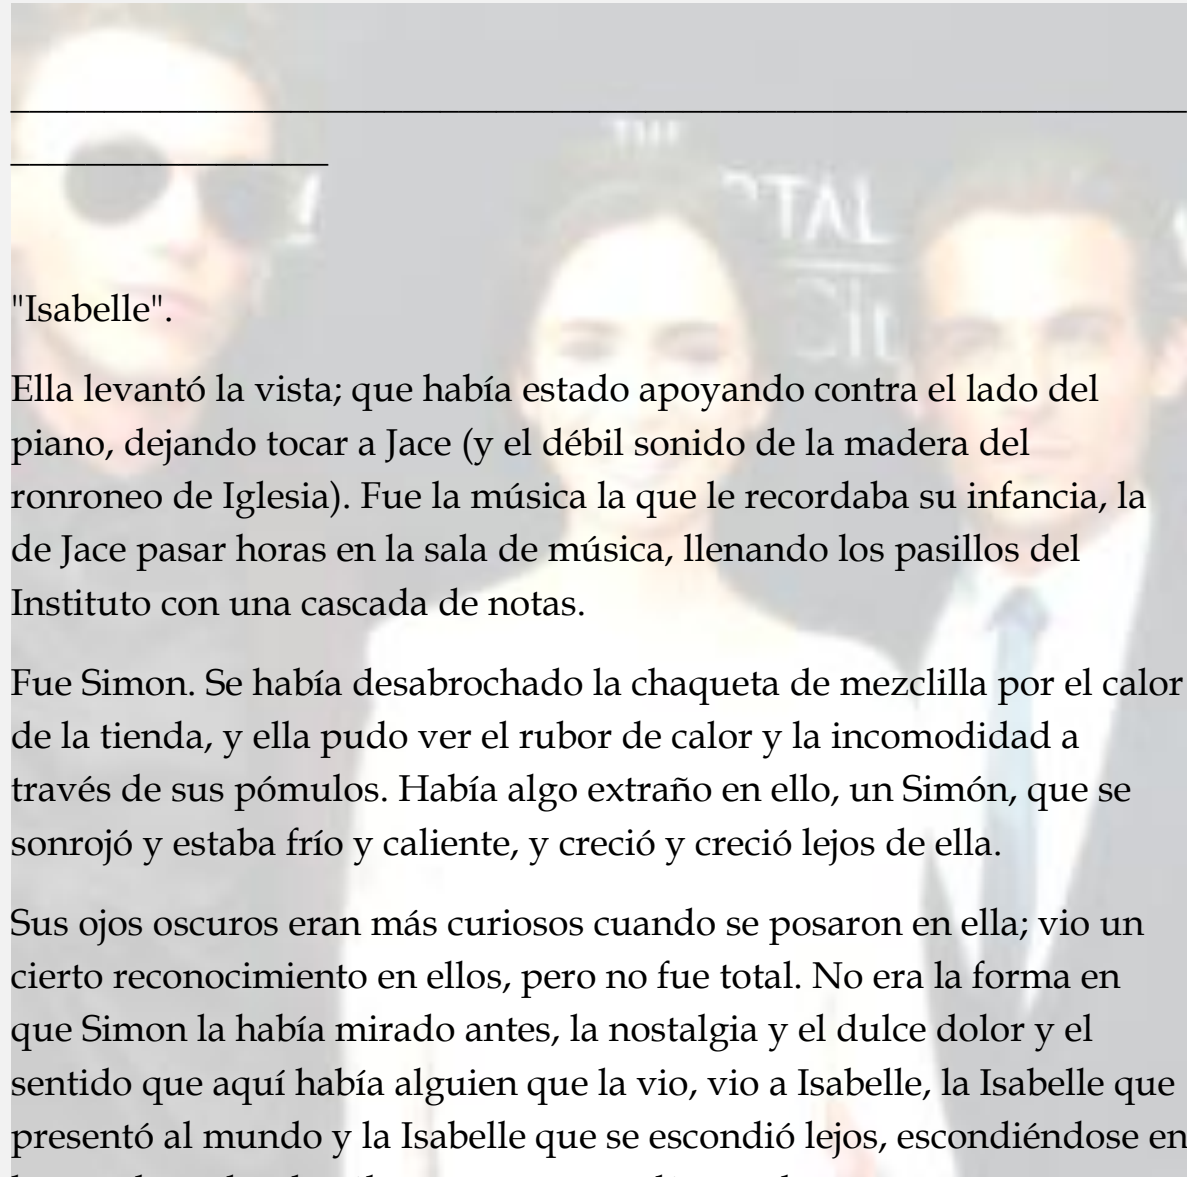 THE
TAL
"Isabelle".
Ella levantó la vista; que había estado apoyando contra el lado del
piano, dejando tocar a Jace (y el débil sonido de la madera del
ronroneo de Iglesia). Fue la música la que le recordaba su infancia, la
de Jace pasar horas en la sala de música, llenando los pasillos del
Instituto con una cascada de notas.
Fue Simon. Se había desabrochado la chaqueta de mezclilla por el calor
de la tienda, y ella pudo ver el rubor de calor y la incomodidad a
través de sus pómulos. Había algo extraño en ello, un Simón, que se
sonrojó y estaba frío y caliente, y creció y creció lejos de ella.
Sus ojos oscuros eran más curiosos cuando se posaron en ella; vio un
cierto reconocimiento en ellos, pero no fue total. No era la forma en
que Simon la había mirado antes, la nostalgia y el dulce dolor y el
sentido que aquí había alguien que la vio, vio a Isabelle, la Isabelle que
presentó al mundo y la Isabelle que se escondió lejos, escondiéndose en